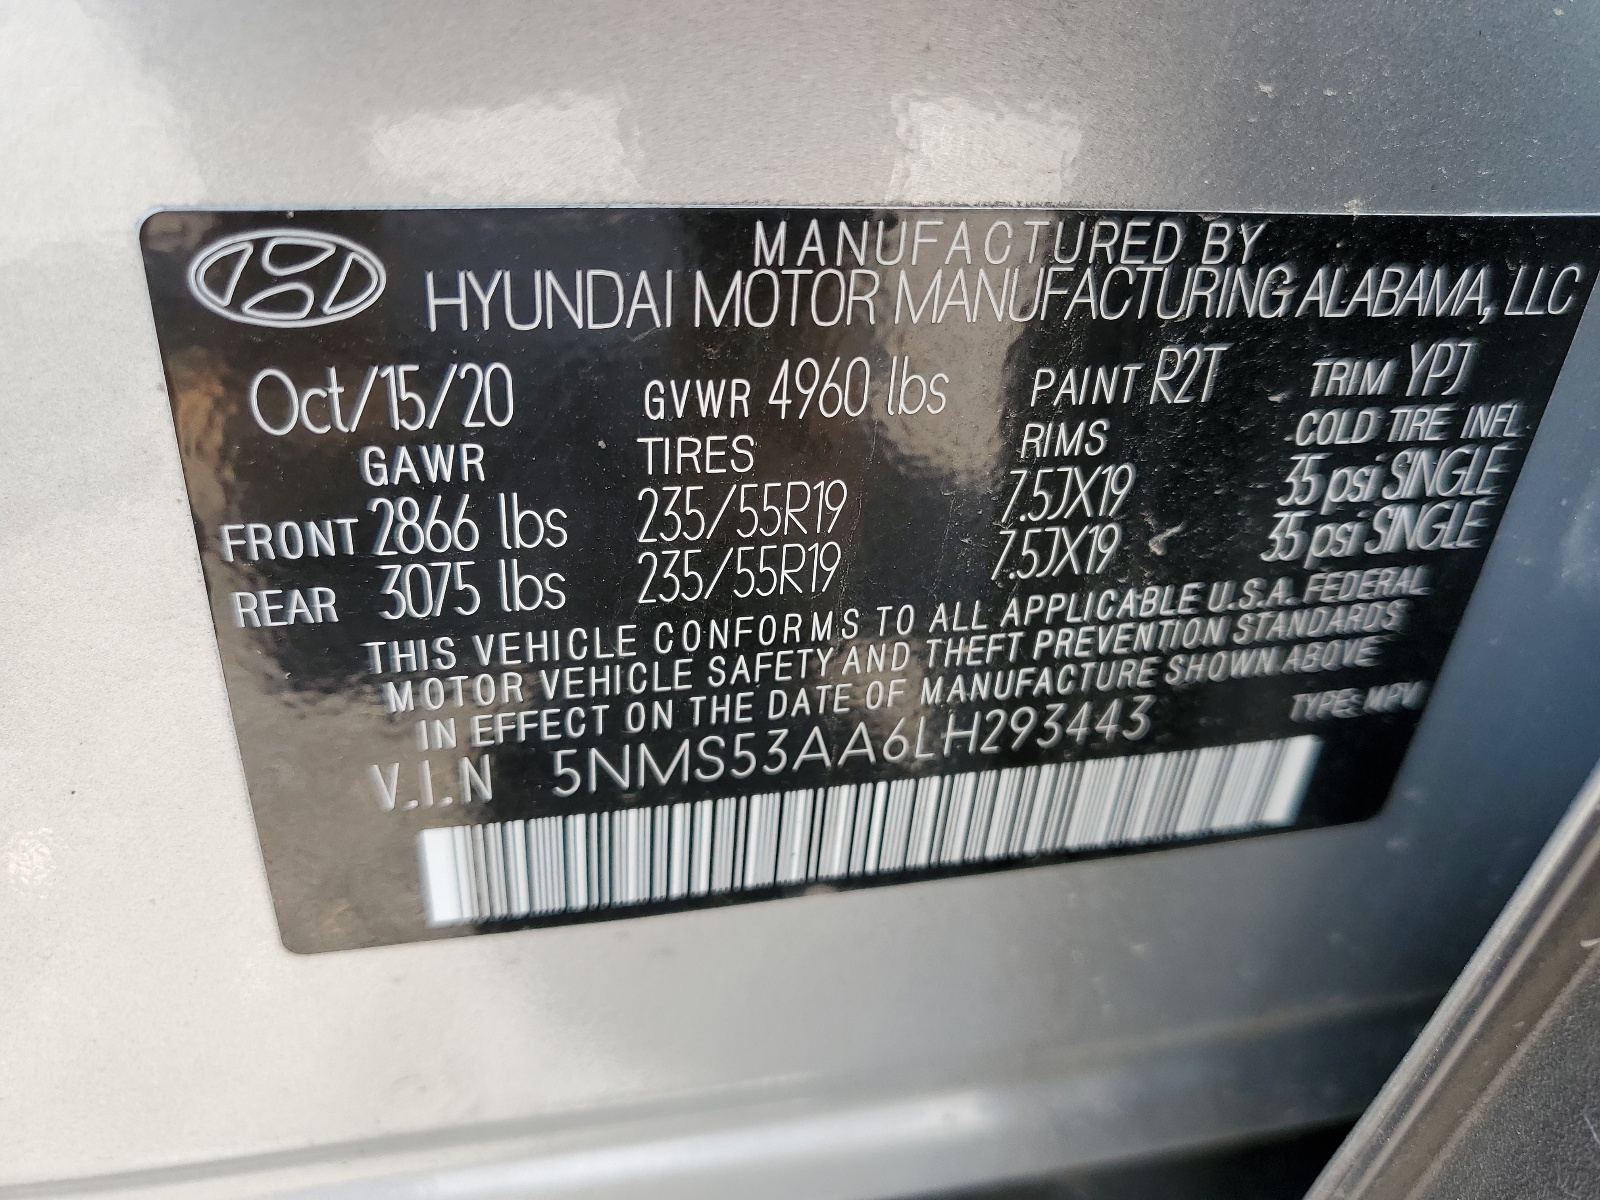 MANUFACTURED BY
HYUNDAI MOTOR MANUFACTURING ALABAMA, LLC
Oct/15/20 GVWR 4960 lbs PAINT R2T TRIM YPJ
GAWR TIRES RIMS COLD TIRE INFL
FRONT 2866 lbs 235/55R19 7.5JX19 35 psi SINGLE
REAR 3075 lbs 235/55R19 7.5JX19 35 psi SINGLE
THIS VEHICLE CONFORMS TO ALL APPLICABLE U.S.A. FEDERAL
MOTOR VEHICLE SAFETY AND THEFT PREVENTION STANDARDS
IN EFFECT ON THE DATE OF MANUFACTURE SHOWN ABOVE
V.I.N 5NMS53AA6LH293443 TYPE: MPV